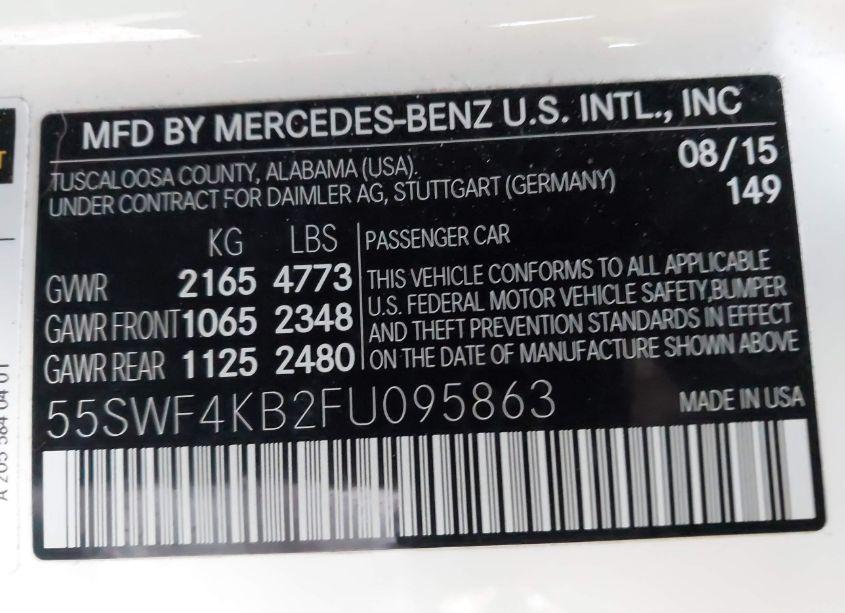 MFD BY MERCEDES-BENZ U.S. INTL., INC
TUSCALOOSA COUNTY, ALABAMA (USA).
UNDER CONTRACT FOR DAIMLER AG, STUTTGART (GERMANY)
08/15
149
KG LBS
GVWR 2165 4773
GAWR FRONT 1065 2348
GAWR REAR 1125 2480
PASSENGER CAR
THIS VEHICLE CONFORMS TO ALL APPLICABLE
U.S. FEDERAL MOTOR VEHICLE SAFETY,BUMPER
AND THEFT PREVENTION STANDARDS IN EFFECT
ON THE DATE OF MANUFACTURE SHOWN ABOVE
55SWF4KB2FU095863
MADE IN USA